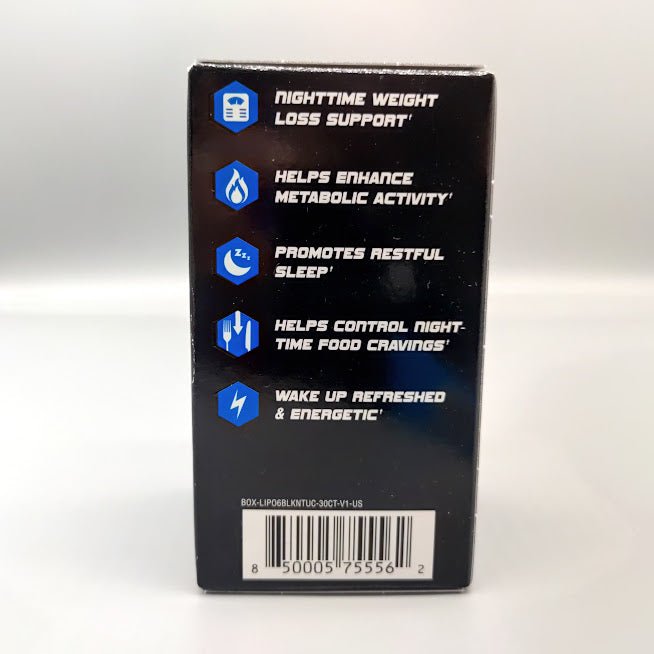 NIGHTTIME WEIGHT
LOSS SUPPORT†
HELPS ENHANCE
METABOLIC ACTIVITY†
ZZZ
PROMOTES RESTFUL
SLEEP†
HELPS CONTROL NIGHT-
TIME FOOD CRAVINGS†
WAKE UP REFRESHED
& ENERGETIC†
BOX-LIPO6BLKNTUC-30CT-V1-US
8 50005 75556 2